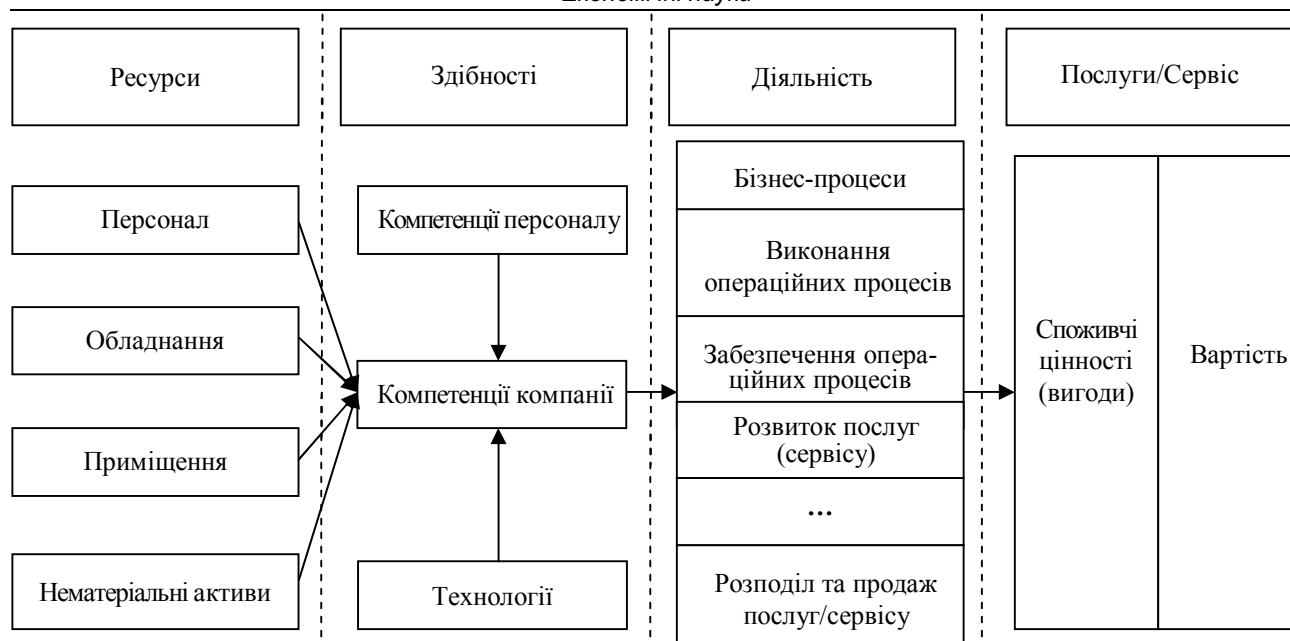 Ресурси
Здібності
Діяльність
Послуги/Сервіс
Персонал
Обладнання
Приміщення
Нематеріальні активи
Компетенції персоналу
Компетенції компанії
Технології
Бізнес-процеси
Виконання
операційних процесів
Забезпечення опера-
ційних процесів
Розвиток послуг
(сервісу)
...
Розподіл та продаж
послуг/сервісу
Споживчі
цінності
(вигоди)
Вартість